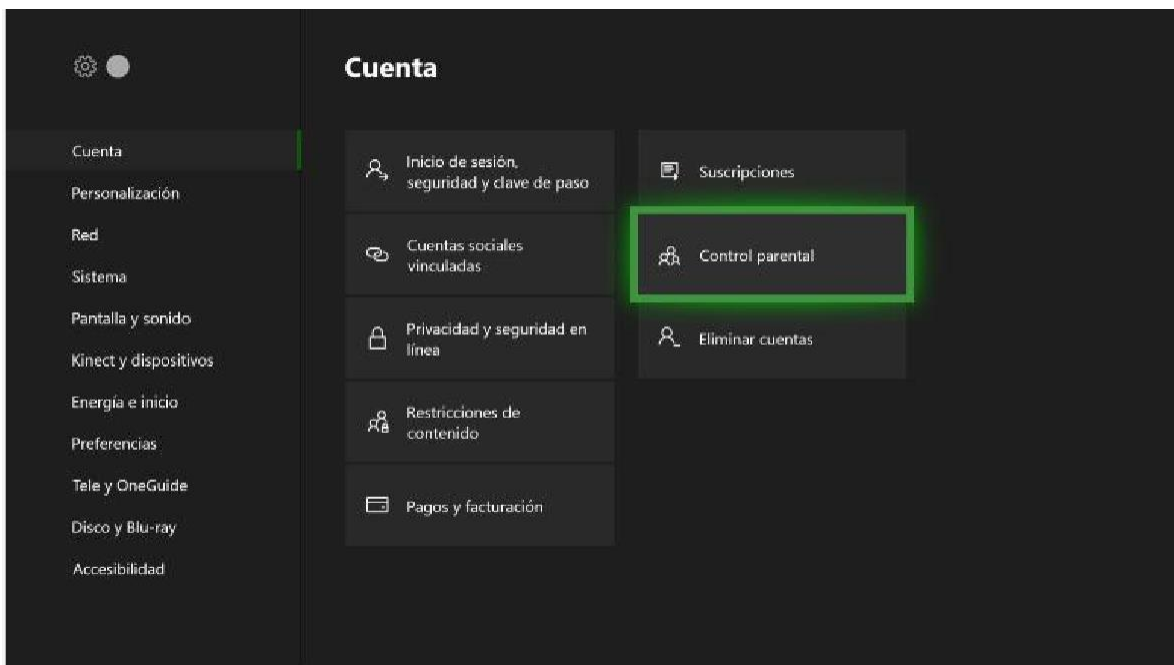 Cuenta
Cuenta
Personalización
Red
Sistema
Pantalla y sonido
Kinect y dispositivos
Energía e inicio
Preferencias
Tele y OneGuide
Disco y Blu-ray
Accesibilidad
Inicio de sesión,
seguridad y clave de paso
Cuentas sociales
vinculadas
Privacidad y seguridad en
línea
Restricciones de
contenido
Pagos y facturación
Suscripciones
Control parental
Eliminar cuentas